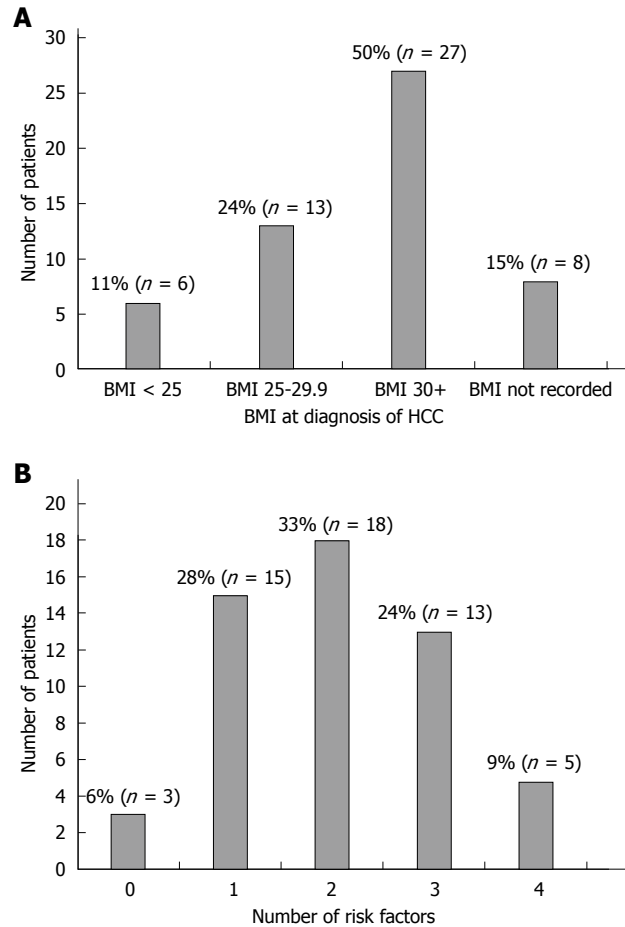 A
30
25
20
15
10
5
0
Number of patients
11% (n = 6)
24% (n = 13)
50% (n = 27)
15% (n = 8)
BMI < 25
BMI 25-29.9
BMI 30+
BMI not recorded
BMI at diagnosis of HCC
B
20
18
16
14
12
10
8
6
4
2
0
Number of patients
6% (n = 3)
28% (n = 15)
33% (n = 18)
24% (n = 13)
9% (n = 5)
0
1
2
3
4
Number of risk factors